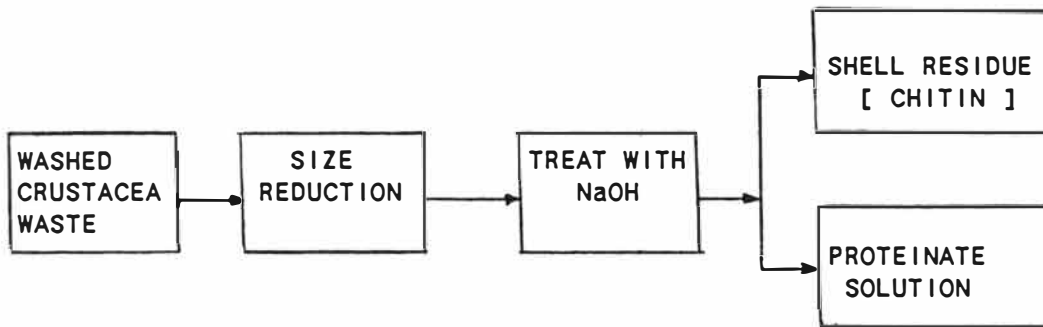 WASHED
CRUSTACEA
WASTE
SIZE
REDUCTION
TREAT WITH
NaOH
SHELL RESIDUE
[ CHITIN ]
PROTEINATE
SOLUTION